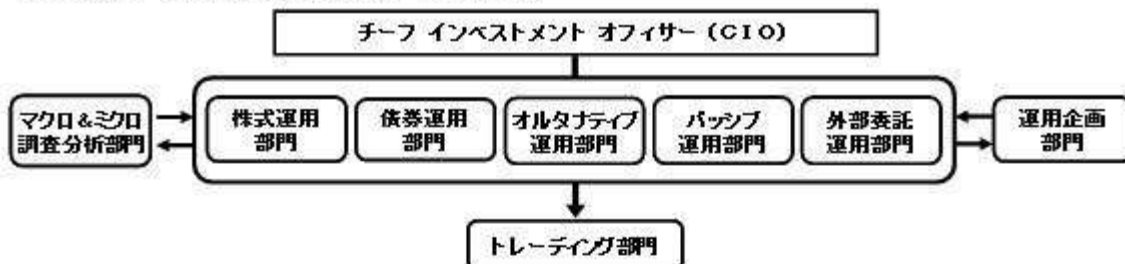 チーフ インベストメント オフィサー (CIO)
マクロ&ミクロ
調査分析部門
株式運用
部門
債券運用
部門
オルタナティブ
運用部門
パッシブ
運用部門
外部委託
運用部門
運用企画
部門
トレーディング部門